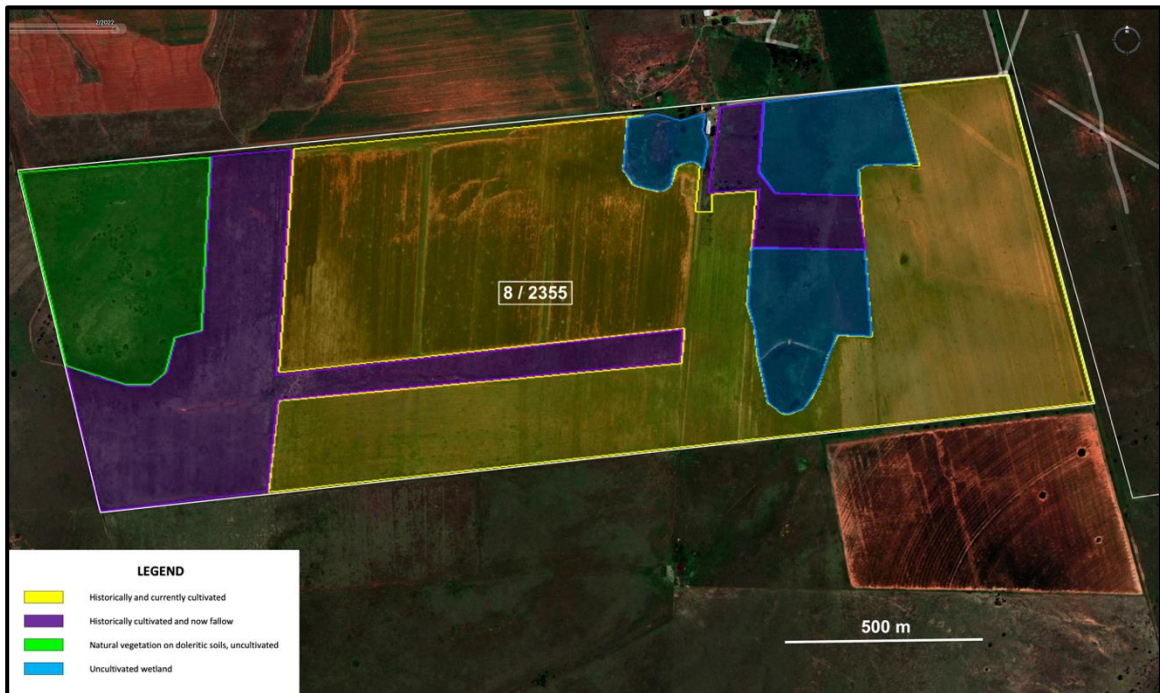 2/2022
8 / 2355
LEGEND
Historically and currently cultivated
Historically cultivated and now fallow
Natural vegetation on doleritic soils, uncultivated
Uncultivated wetland
500 m